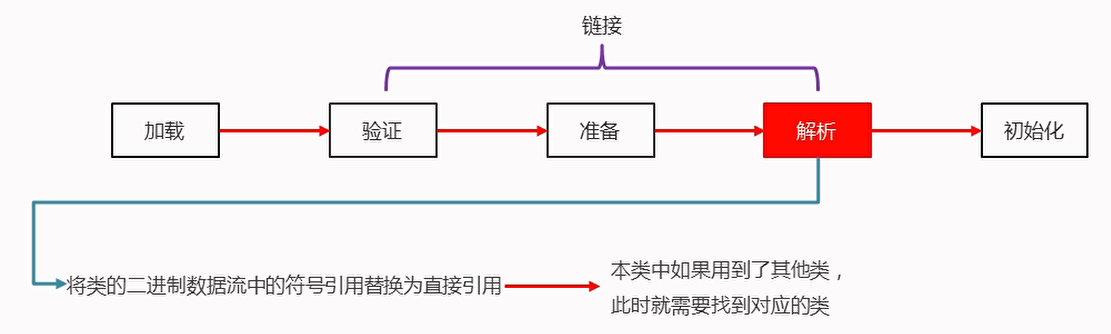 链接
加载
验证
准备
解析
初始化
将类的二进制数据流中的符号引用替换为直接引用
本类中如果用到了其他类，
此时就需要找到对应的类